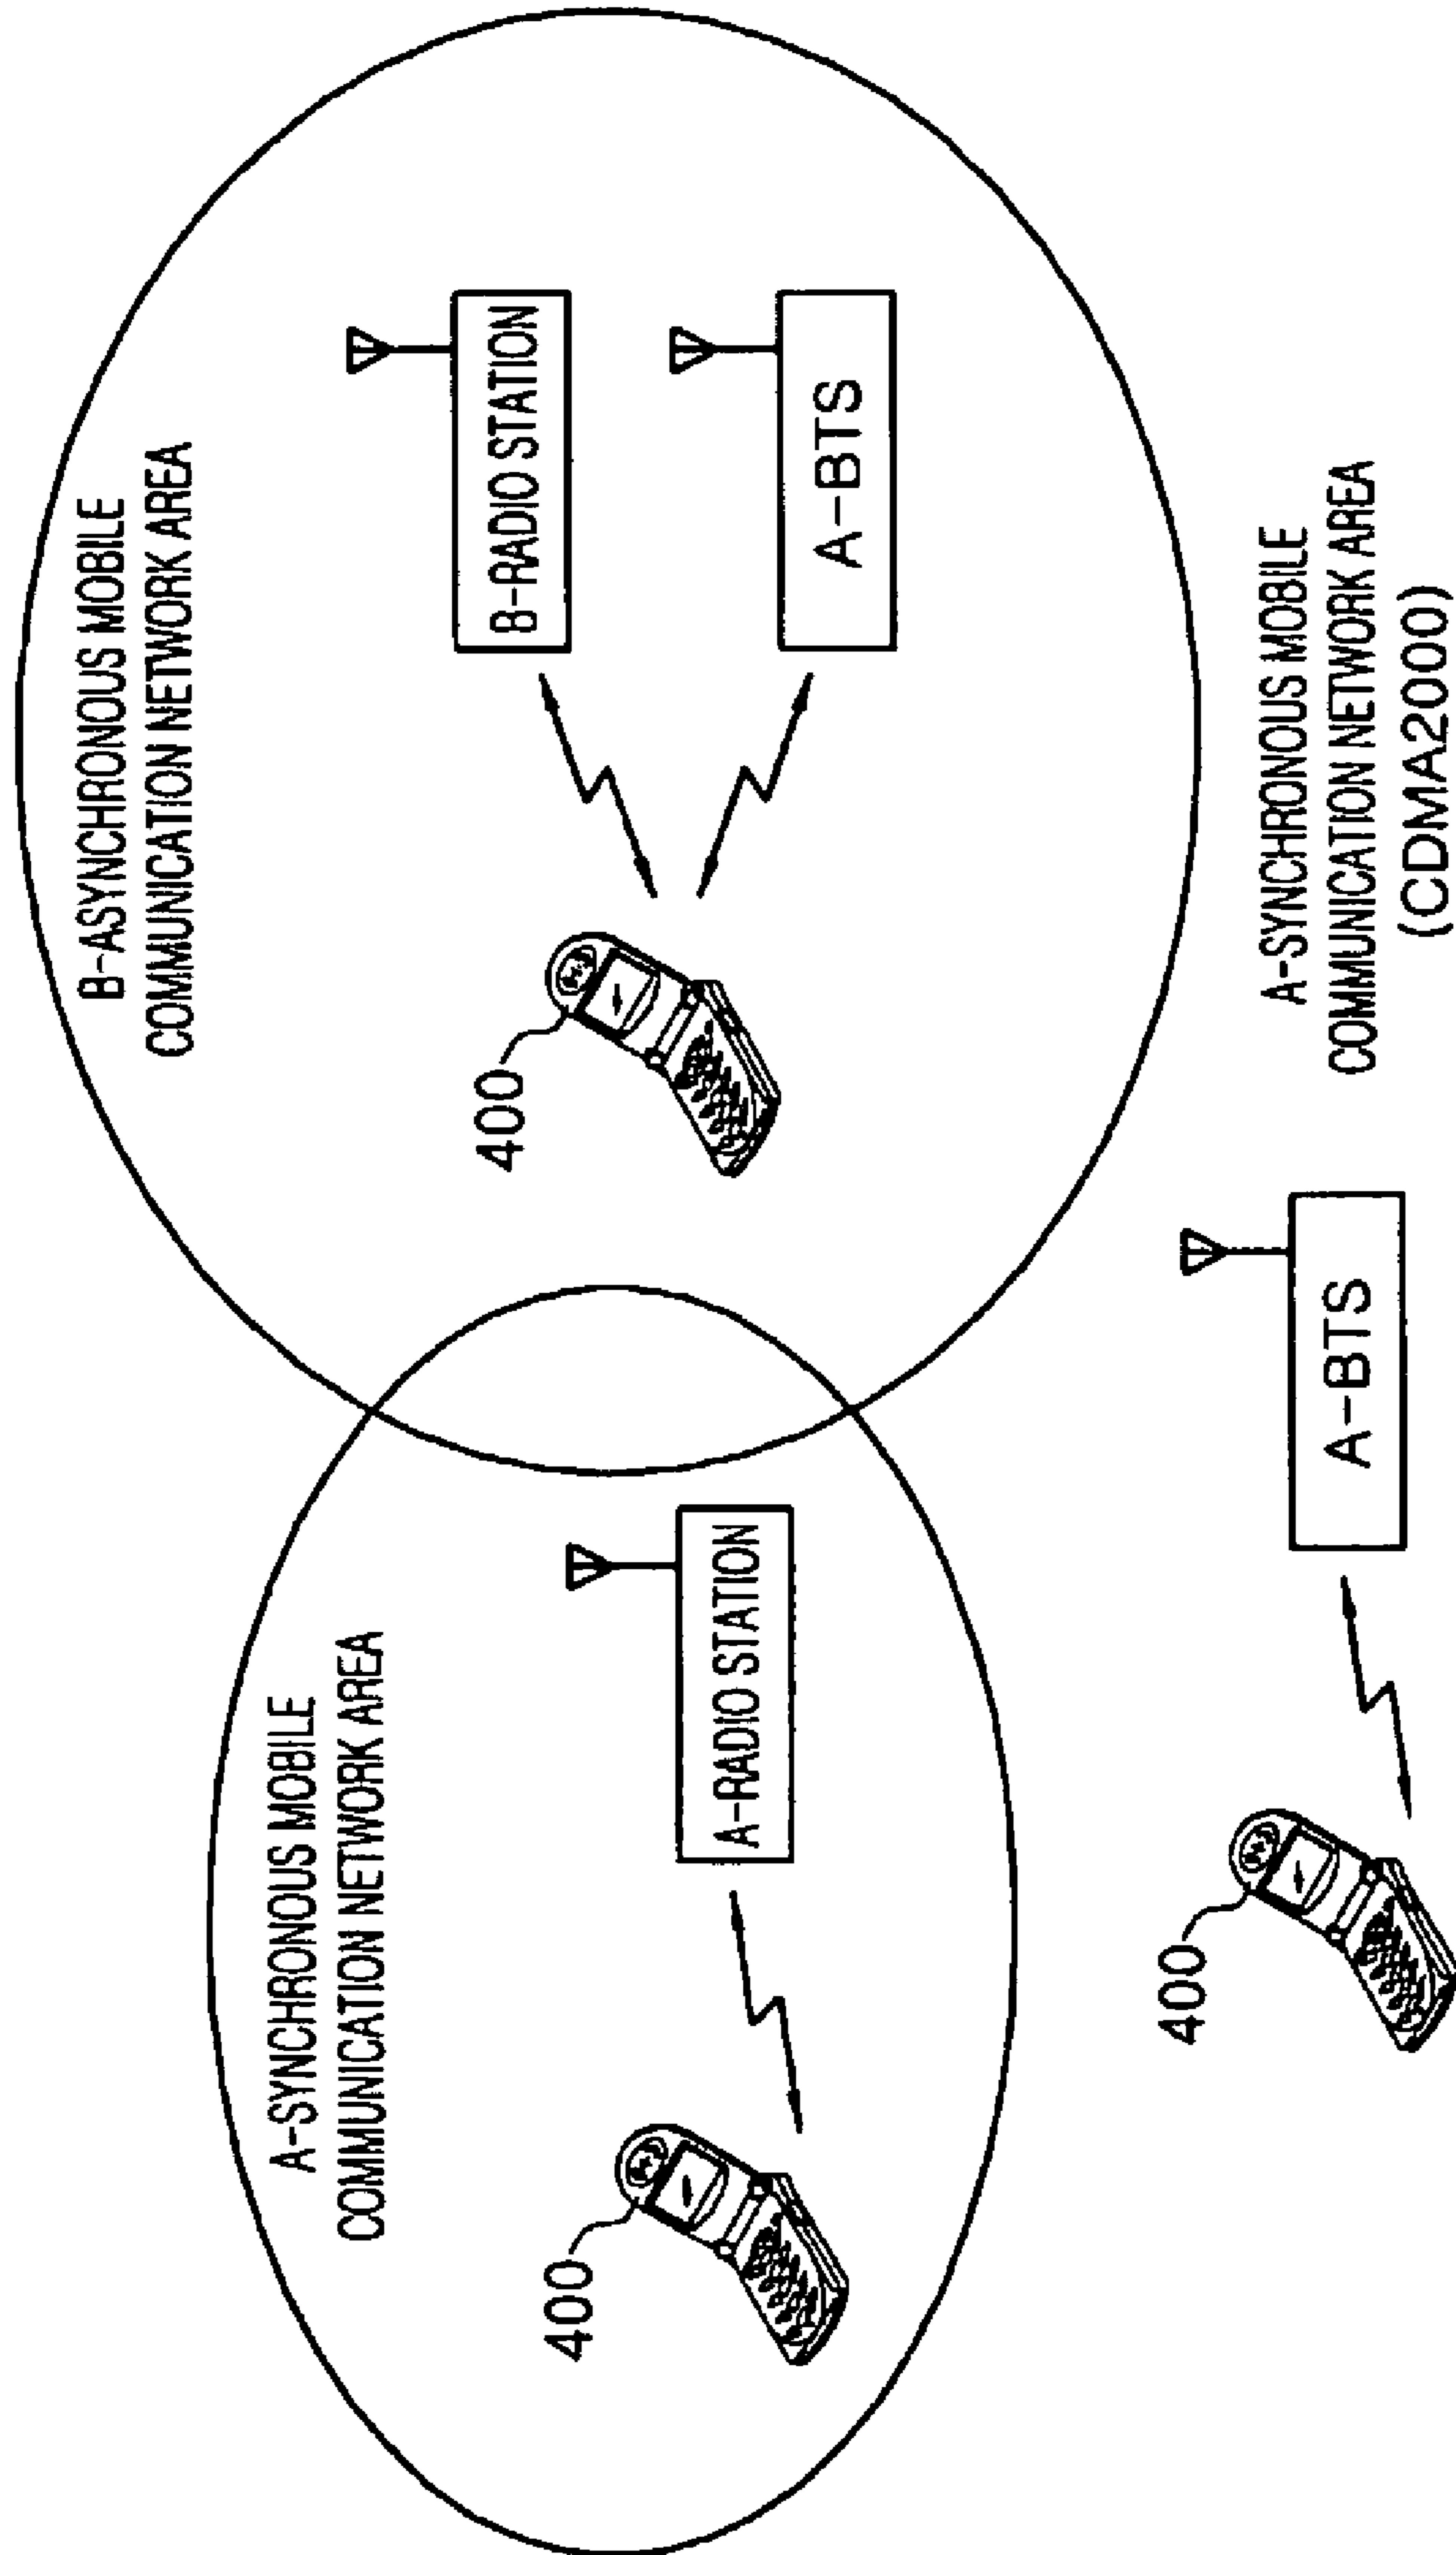 B-ASYNCHRONOUS MOBILE
COMMUNICATION NETWORK AREA
A-SYNCHRONOUS MOBILE
COMMUNICATION NETWORK AREA
B-RADIO STATION
400
A-BTS
A-RADIO STATION
400
A-SYNCHRONOUS MOBILE
COMMUNICATION NETWORK AREA
(CDMA2000)
A-BTS
400